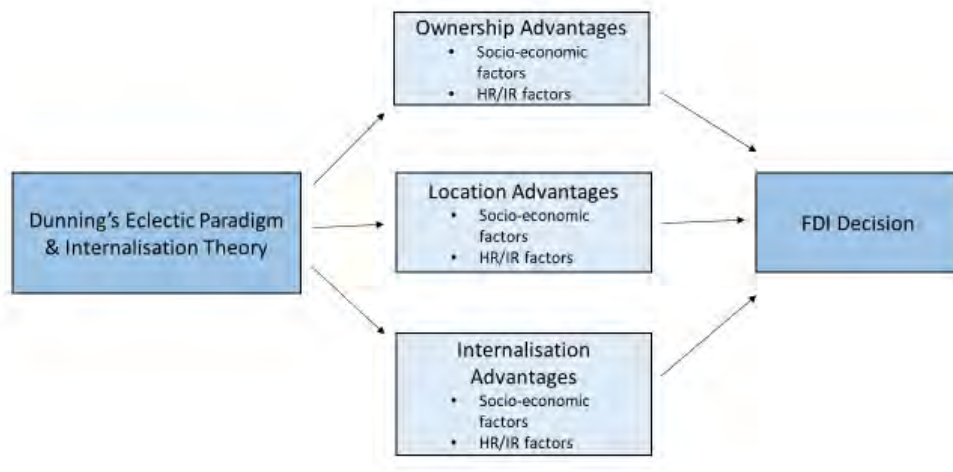 Ownership Advantages
• Socio-economic
factors
• HR/IR factors
Dunning's Eclectic Paradigm
& Internalisation Theory
Location Advantages
• Socio-economic
factors
• HR/IR factors
FDI Decision
Internalisation
Advantages
• Socio-economic
factors
• HR/IR factors